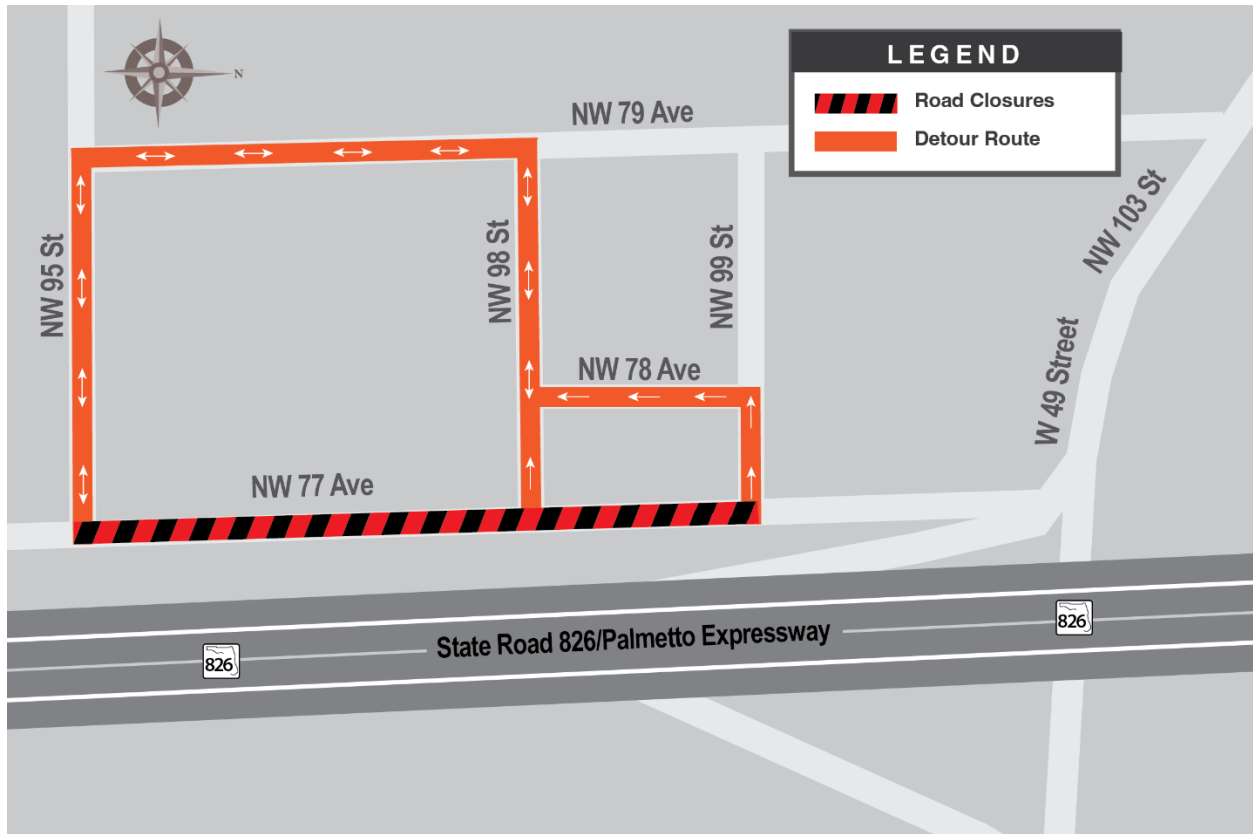 N
LEGEND
Road Closures
Detour Route
NW 79 Ave
NW 95 St
NW 98 St
NW 99 St
NW 103 St
W 49 Street
NW 78 Ave
NW 77 Ave
State Road 826/Palmetto Expressway
826
826